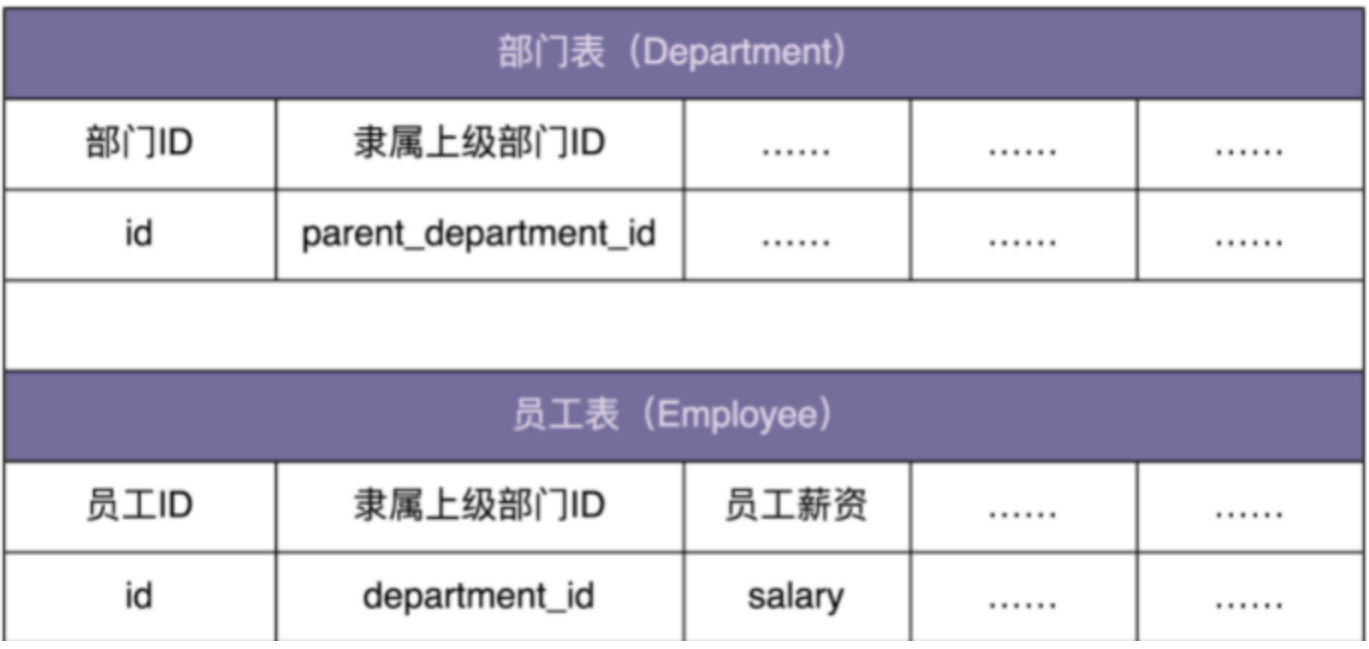 部门表（Department）
部门ID 隶属上级部门ID …… …… ……
id parent_department_id …… …… ……
员工表（Employee）
员工ID 隶属上级部门ID 员工薪资 …… ……
id department_id salary …… ……